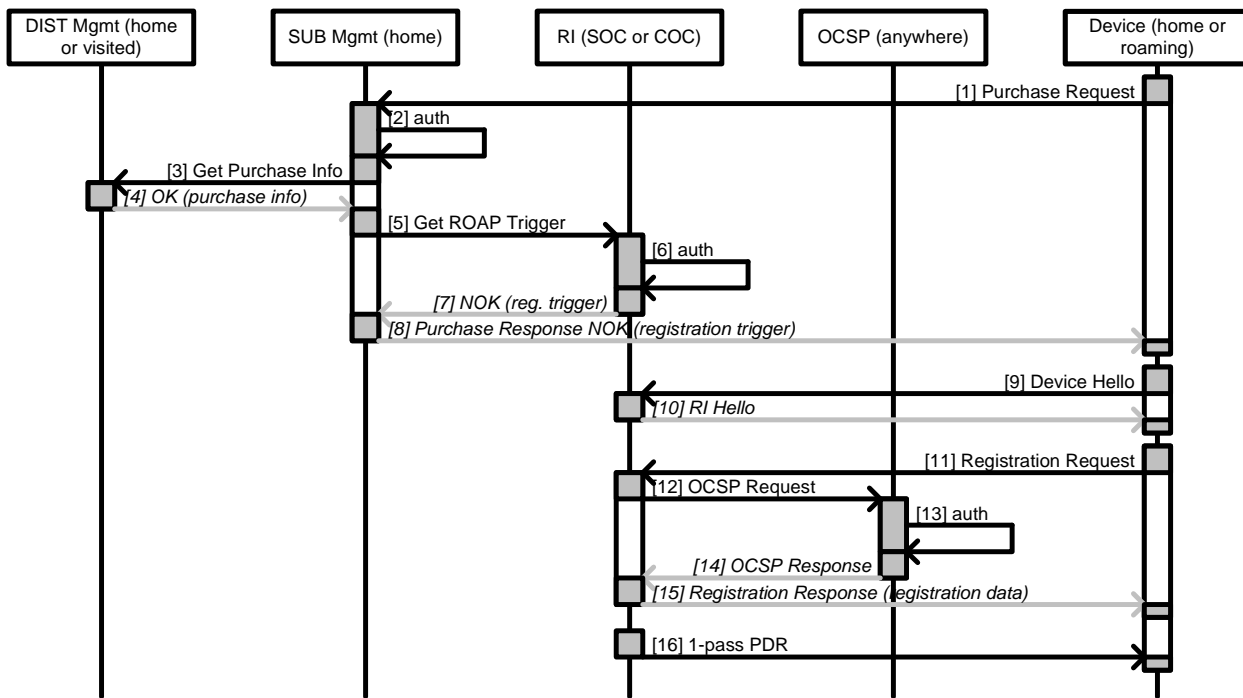 DIST Mgmt (home
or visited)
SUB Mgmt (home)
RI (SOC or COC)
OCSP (anywhere)
Device (home or
roaming)
[1] Purchase Request
[2] auth
[3] Get Purchase Info
[4] OK (purchase info)
[5] Get ROAP Trigger
[6] auth
[7] NOK (reg. trigger)
[8] Purchase Response NOK (registration trigger)
[9] Device Hello
[10] RI Hello
[11] Registration Request
[12] OCSP Request
[13] auth
[14] OCSP Response
[15] Registration Response (registration data)
[16] 1-pass PDR